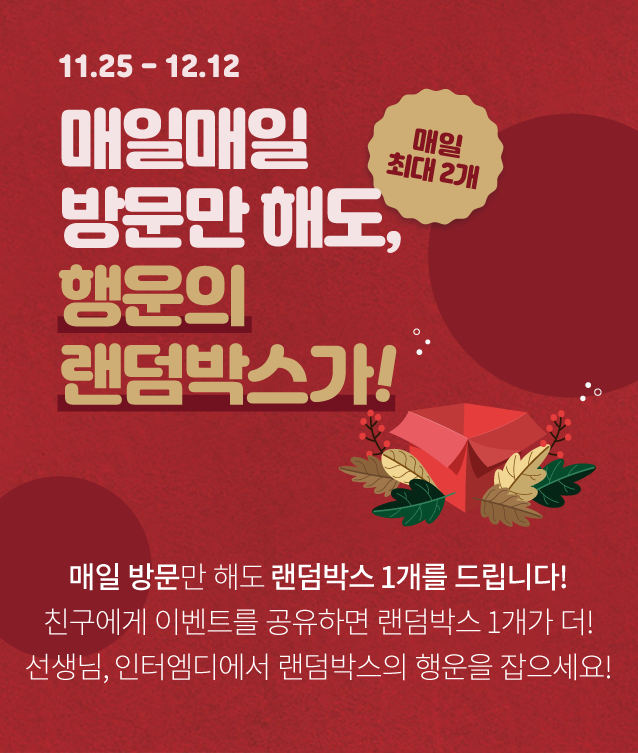 11.25 - 12.12
매일매일
방문만 해도,
행운의
랜덤박스가!
매일
최대 2개
매일 방문만 해도 랜덤박스 1개를 드립니다!
친구에게 이벤트를 공유하면 랜덤박스 1개가 더!
선생님, 인터엠디에서 랜덤박스의 행운을 잡으세요!